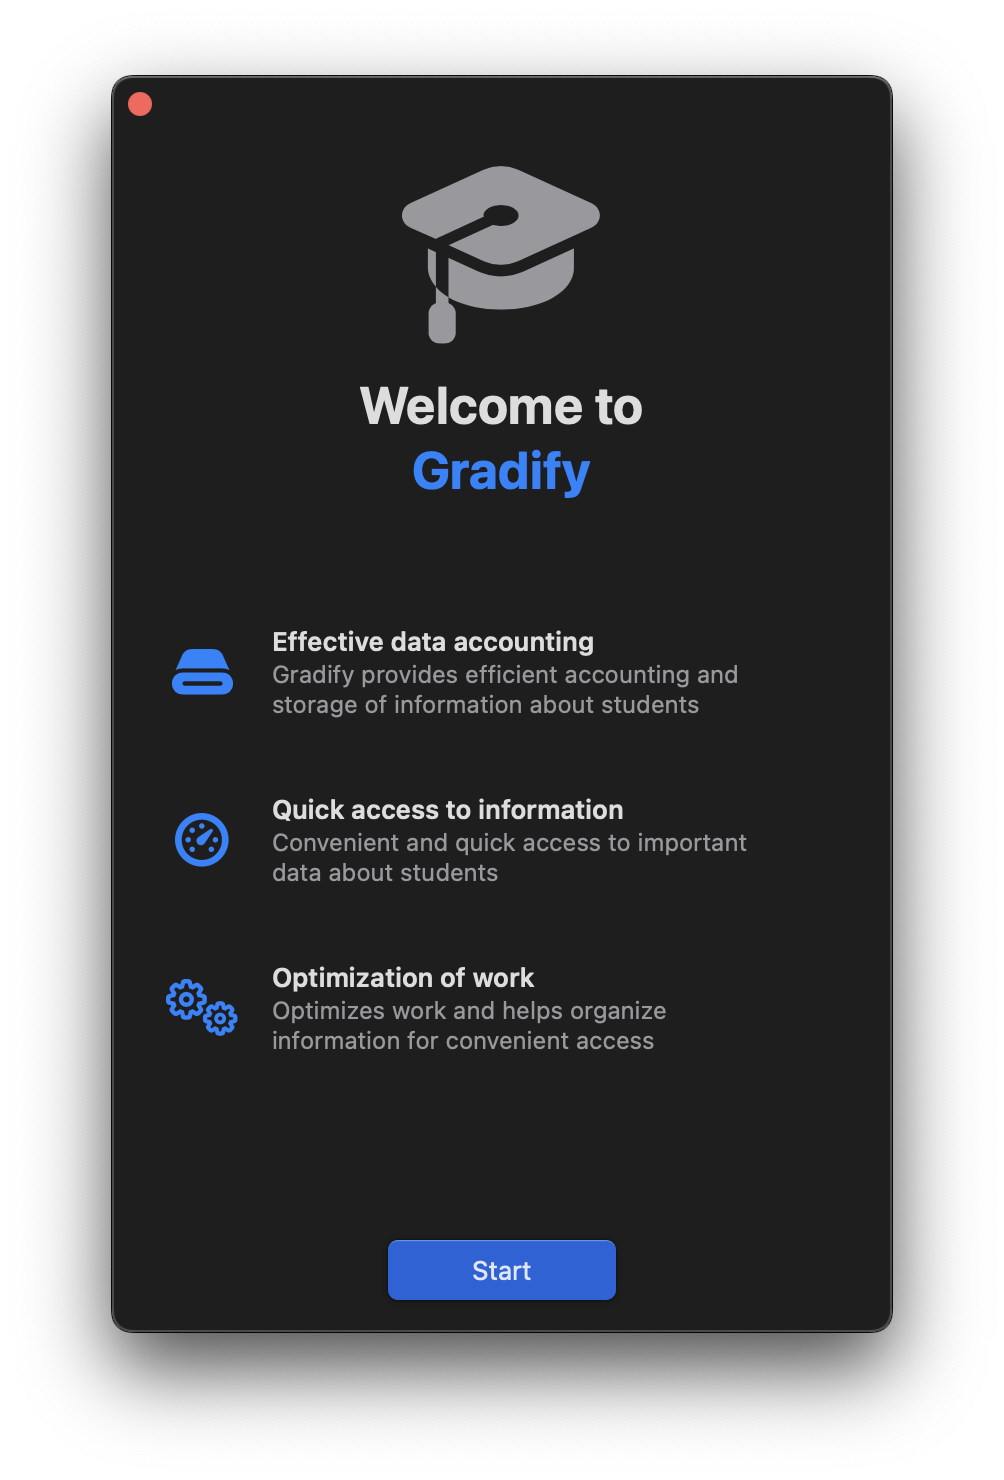 Welcome to
Gradify
Effective data accounting
Gradify provides efficient accounting and
storage of information about students
Quick access to information
Convenient and quick access to important
data about students
Optimization of work
Optimizes work and helps organize
information for convenient access
Start